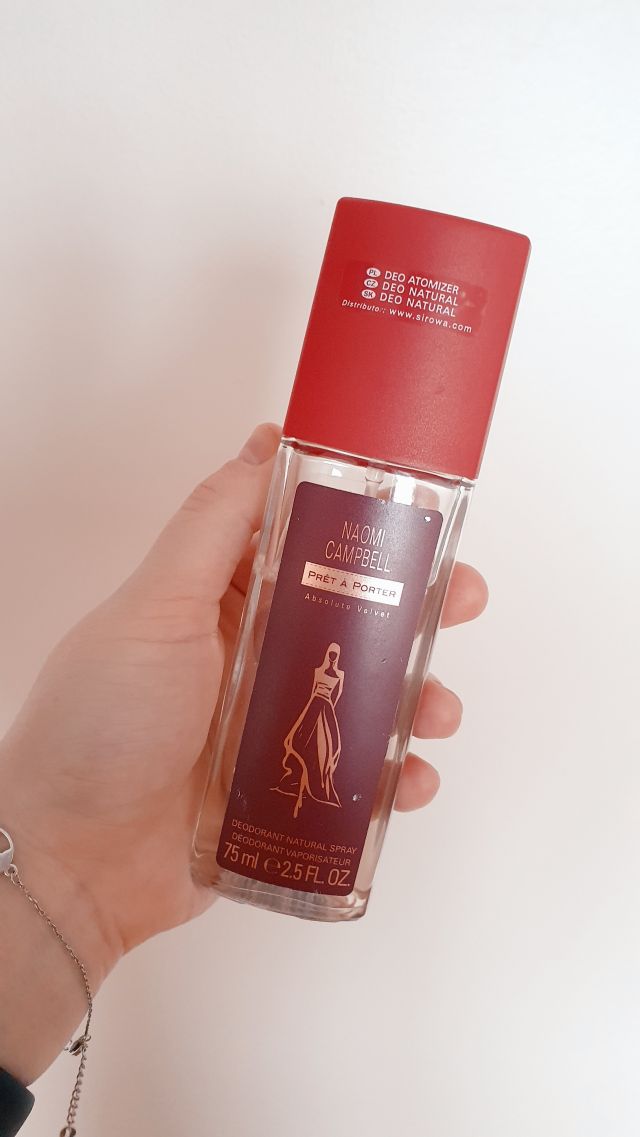 PL DEO ATOMIZER
CZ DEO NATURAL
SK DEO NATURAL
Distributor: www.sirowa.com
NAOMI
CAMPBELL
PRÊT À PORTER
Absolute Velvet
DEODORANT NATURAL SPRAY
DÉODORANT VAPORISATEUR
75 ml ℮ 2.5 FL. OZ.